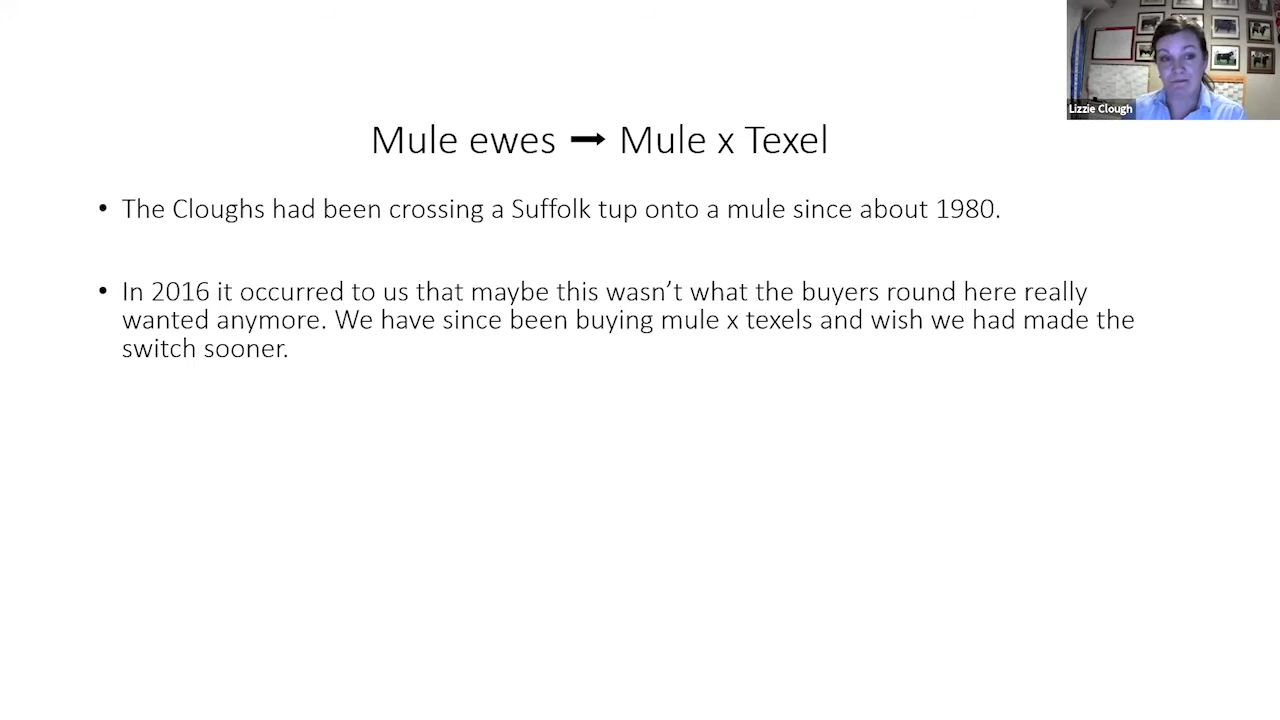 Lizzie Clough
Mule ewes → Mule x Texel
• The Cloughs had been crossing a Suffolk tup onto a mule since about 1980.
• In 2016 it occurred to us that maybe this wasn’t what the buyers round here really
wanted anymore. We have since been buying mule x texels and wish we had made the
switch sooner.